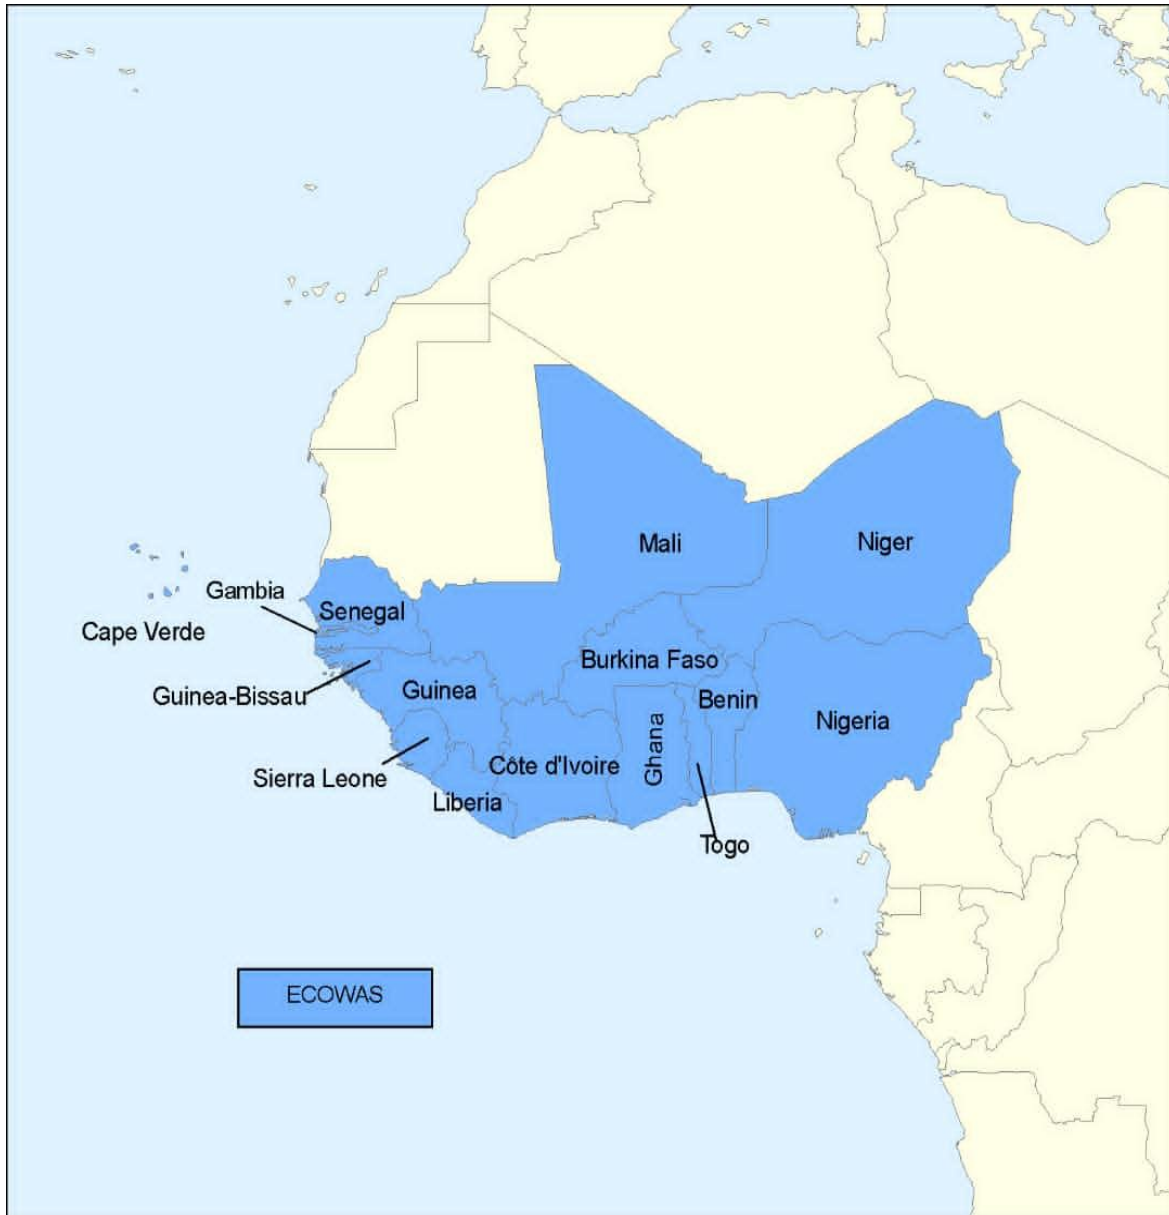 Mali
Niger
Gambia
Senegal
Cape Verde
Burkina Faso
Guinea-Bissau
Guinea
Benin
Nigeria
Ghana
Sierra Leone
Côte d'Ivoire
Liberia
Togo
ECOWAS